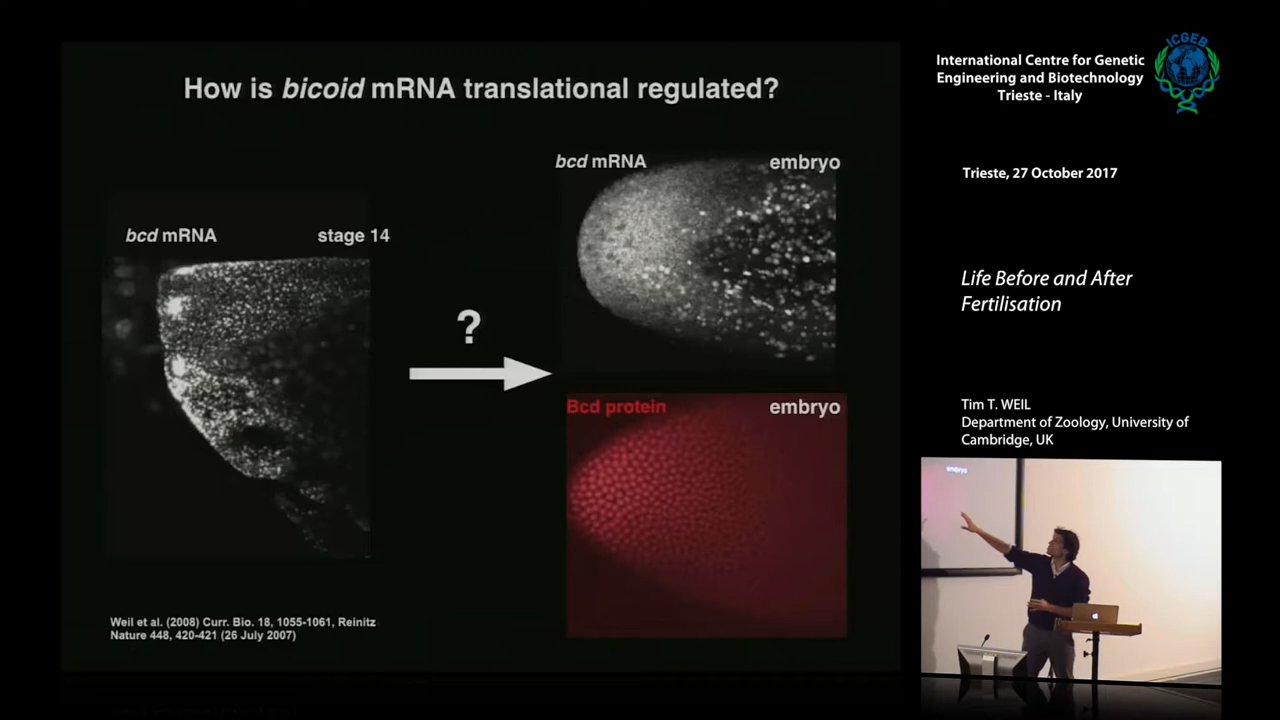 How is bicoid mRNA translational regulated?
bcd mRNA
stage 14
?
bcd mRNA
embryo
Bcd protein
embryo
Weil et al. (2008) Curr. Bio. 18, 1055-1061, Reinitz
Nature 448, 420-421 (26 July 2007)
International Centre for Genetic
Engineering and Biotechnology
Trieste - Italy
ICGEB
Trieste, 27 October 2017
Life Before and After
Fertilisation
Tim T. WEIL
Department of Zoology, University of
Cambridge, UK
embryo